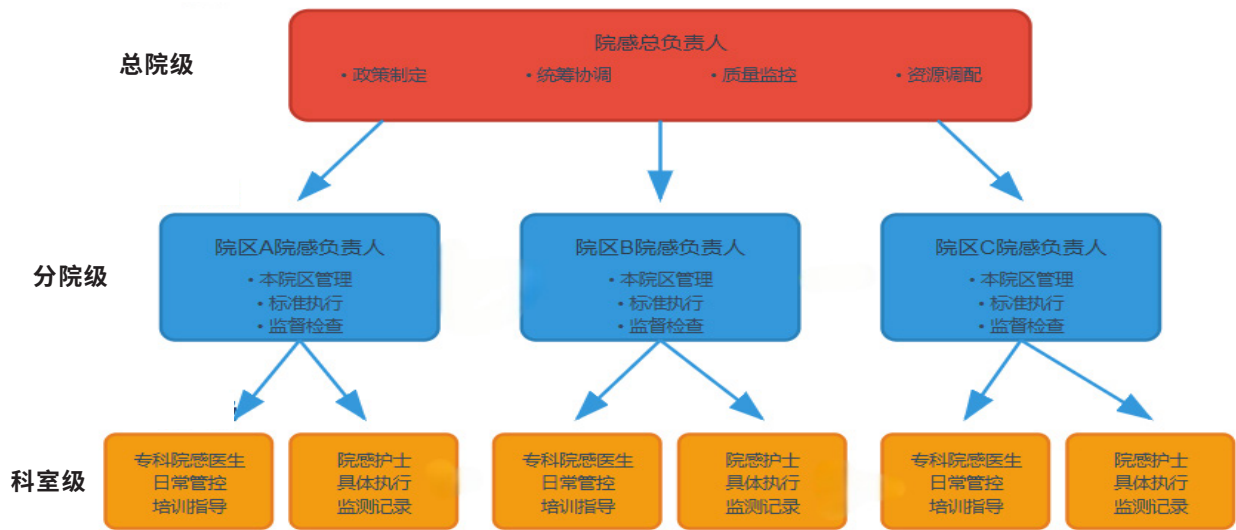 总院级
院感总负责人
• 政策制定 • 统筹协调 • 质量监控 • 资源调配
分院级
院区A院感负责人
• 本院区管理
• 标准执行
• 监督检查
院区B院感负责人
• 本院区管理
• 标准执行
• 监督检查
院区C院感负责人
• 本院区管理
• 标准执行
• 监督检查
科室级
专科院感医生
日常管控
培训指导
院感护士
具体执行
监测记录
专科院感医生
日常管控
培训指导
院感护士
具体执行
监测记录
专科院感医生
日常管控
培训指导
院感护士
具体执行
监测记录